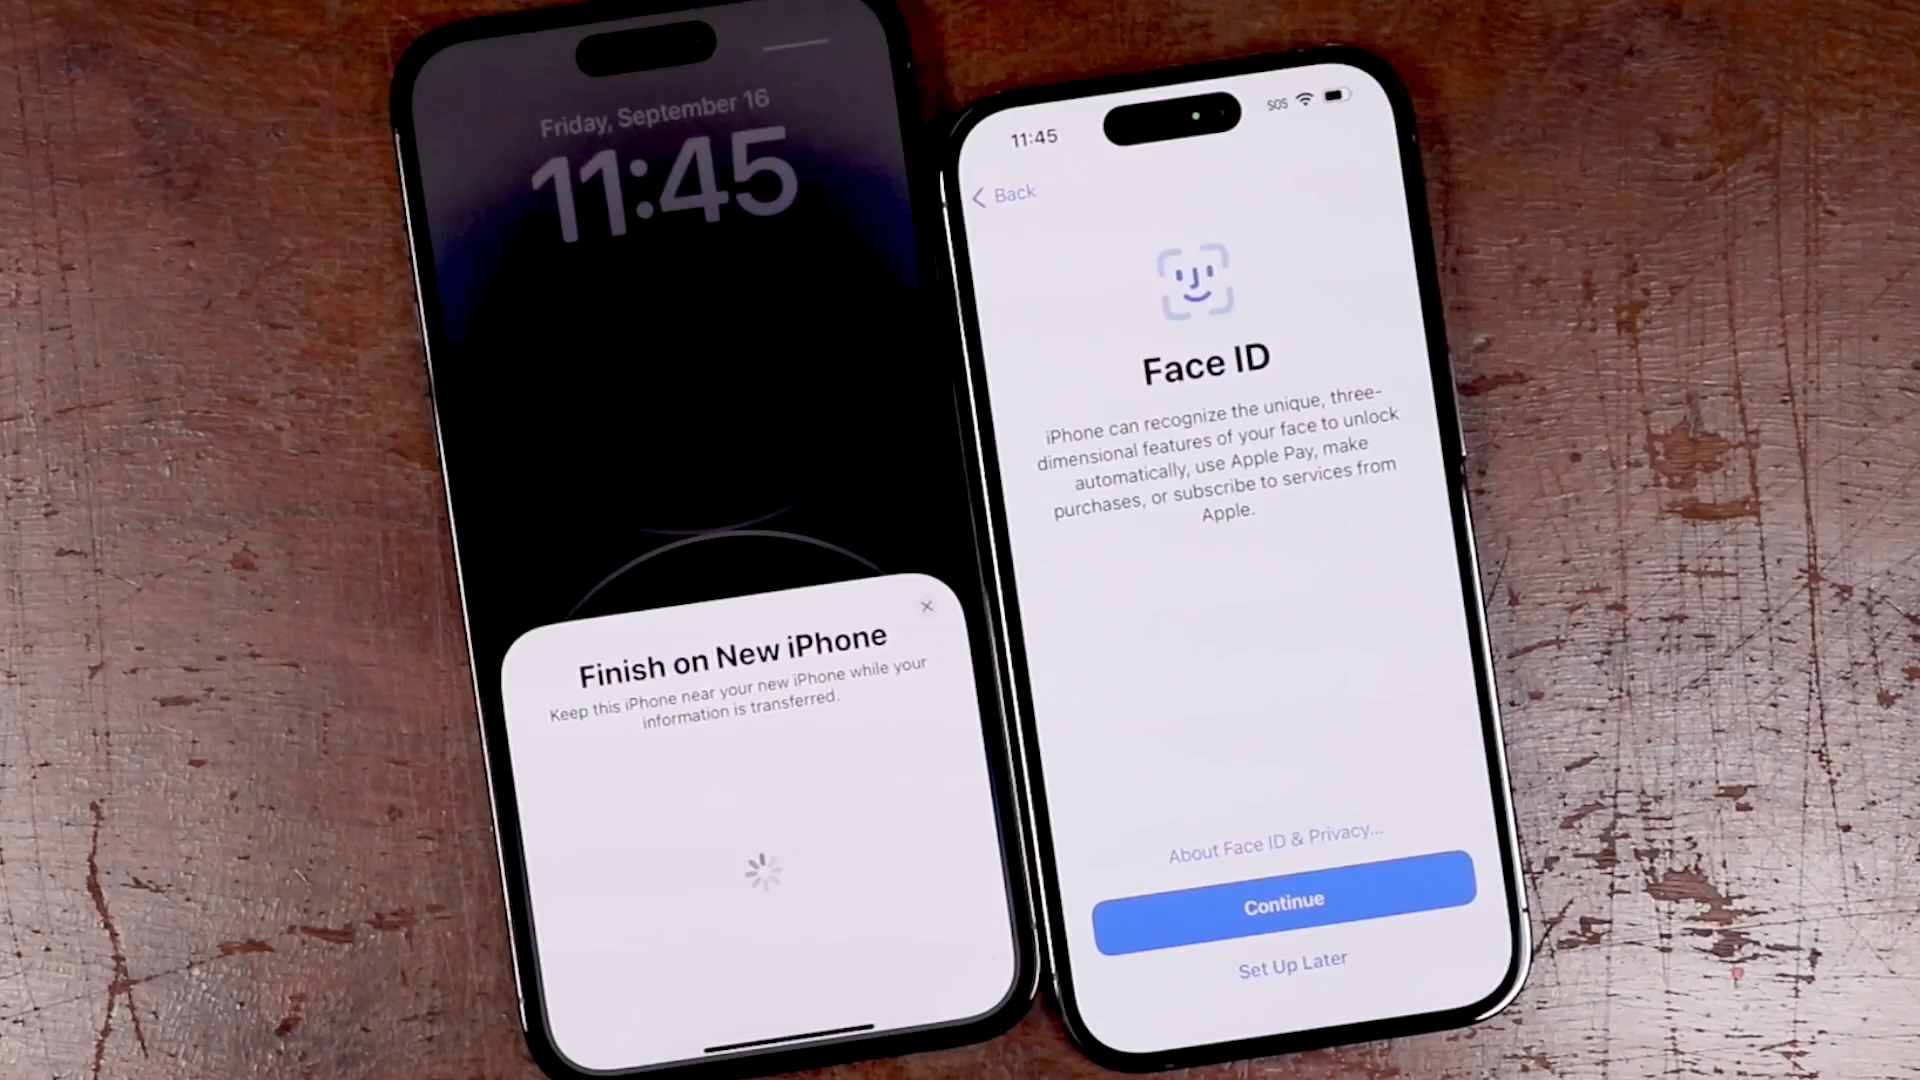 Friday, September 16
11:45
Finish on New iPhone
Keep this iPhone near your new iPhone while your
information is transferred.
11:45
SOS
Back
Face ID
iPhone can recognize the unique, three-
dimensional features of your face to unlock
automatically, use Apple Pay, make
purchases, or subscribe to services from
Apple.
About Face ID & Privacy...
Continue
Set Up Later